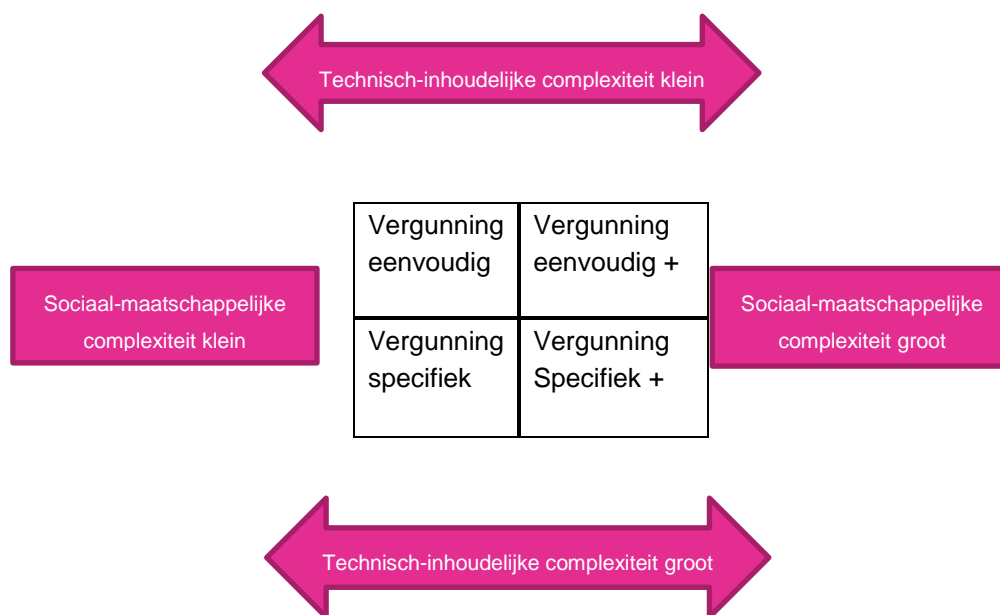 Technisch-inhoudelijke complexiteit klein
Vergunning
eenvoudig
Vergunning
eenvoudig +
Sociaal-maatschappelijke
complexiteit klein
Sociaal-maatschappelijke
complexiteit groot
Vergunning
specifiek
Vergunning
Specifiek +
Technisch-inhoudelijke complexiteit groot